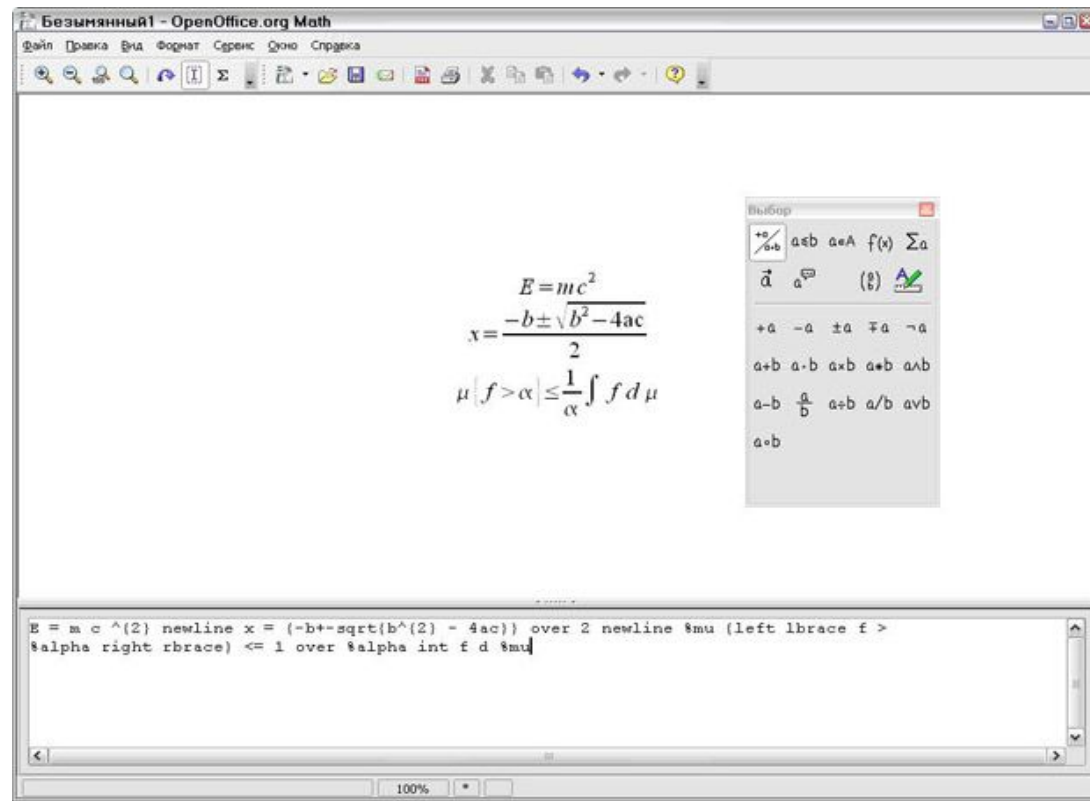 Безымянный1 - OpenOffice.org Math
Файл Правка Вид Формат Сервис Окно Справка
E = mc²
x = (−b ± √(b² − 4ac)) / 2
μ{f > α} ≤ 1/α ∫ f d μ
Выбор
+a/a+b a≤b a∈A f(x) Σa
a⃗ a (a b)
+a -a ±a ∓a ¬a
a+b a·b a×b a∗b a∧b
a−b a/b a÷b a/b a∨b
a∘b
E = m c ^{2} newline x = {-b+-sqrt{b^{2} - 4ac}} over 2 newline %mu {left lbrace f >
%alpha right rbrace} <= 1 over %alpha int f d %mu
100% *